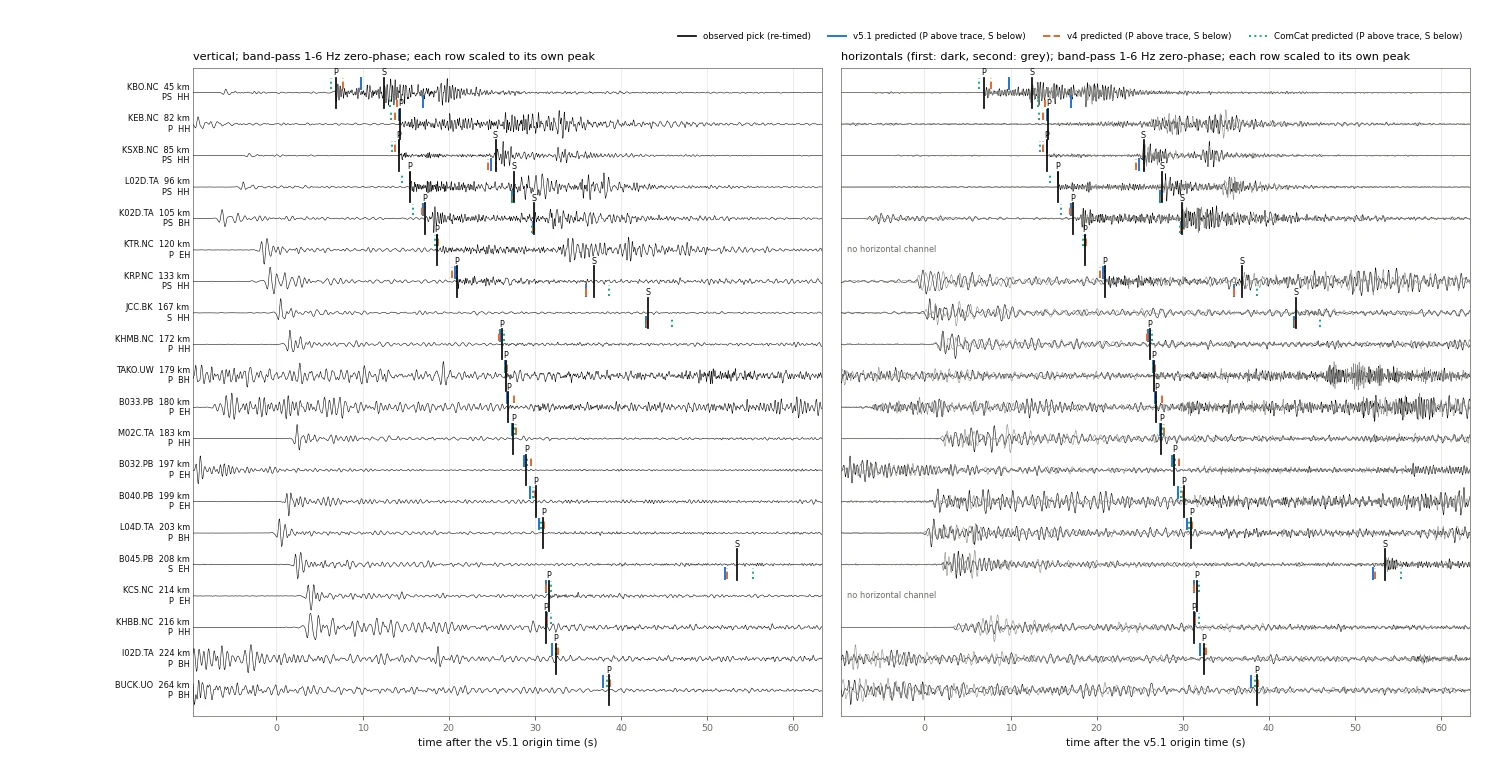 observed pick (re-timed) v5.1 predicted (P above trace, S below) v4 predicted (P above trace, S below) ComCat predicted (P above trace, S below)
vertical; band-pass 1-6 Hz zero-phase; each row scaled to its own peak
horizontals (first: dark, second: grey); band-pass 1-6 Hz zero-phase; each row scaled to its own peak
KBO.NC 45 km
PS HH
KEB.NC 82 km
P HH
KSXB.NC 85 km
PS HH
L02D.TA 96 km
PS HH
K02D.TA 105 km
PS BH
KTR.NC 120 km
P EH
KRP.NC 133 km
PS HH
JCC.BK 167 km
S HH
KHMB.NC 172 km
P HH
TAKO.UW 179 km
P BH
B033.PB 180 km
P EH
M02C.TA 183 km
P HH
B032.PB 197 km
P EH
B040.PB 199 km
P EH
L04D.TA 203 km
P BH
B045.PB 208 km
S EH
KCS.NC 214 km
P EH
KHBB.NC 216 km
P HH
I02D.TA 224 km
P BH
BUCK.UO 264 km
P BH
P S
P
P S
P S
P S
P
P S
S
P
P
P
P
P
P
P
S
P
P
P
P
0 10 20 30 40 50 60
time after the v5.1 origin time (s)
P S
P
P S
P S
P S
no horizontal channel
P
P S
S
P
P
P
P
P
P
P
S
no horizontal channel
P
P
P
P
0 10 20 30 40 50 60
time after the v5.1 origin time (s)